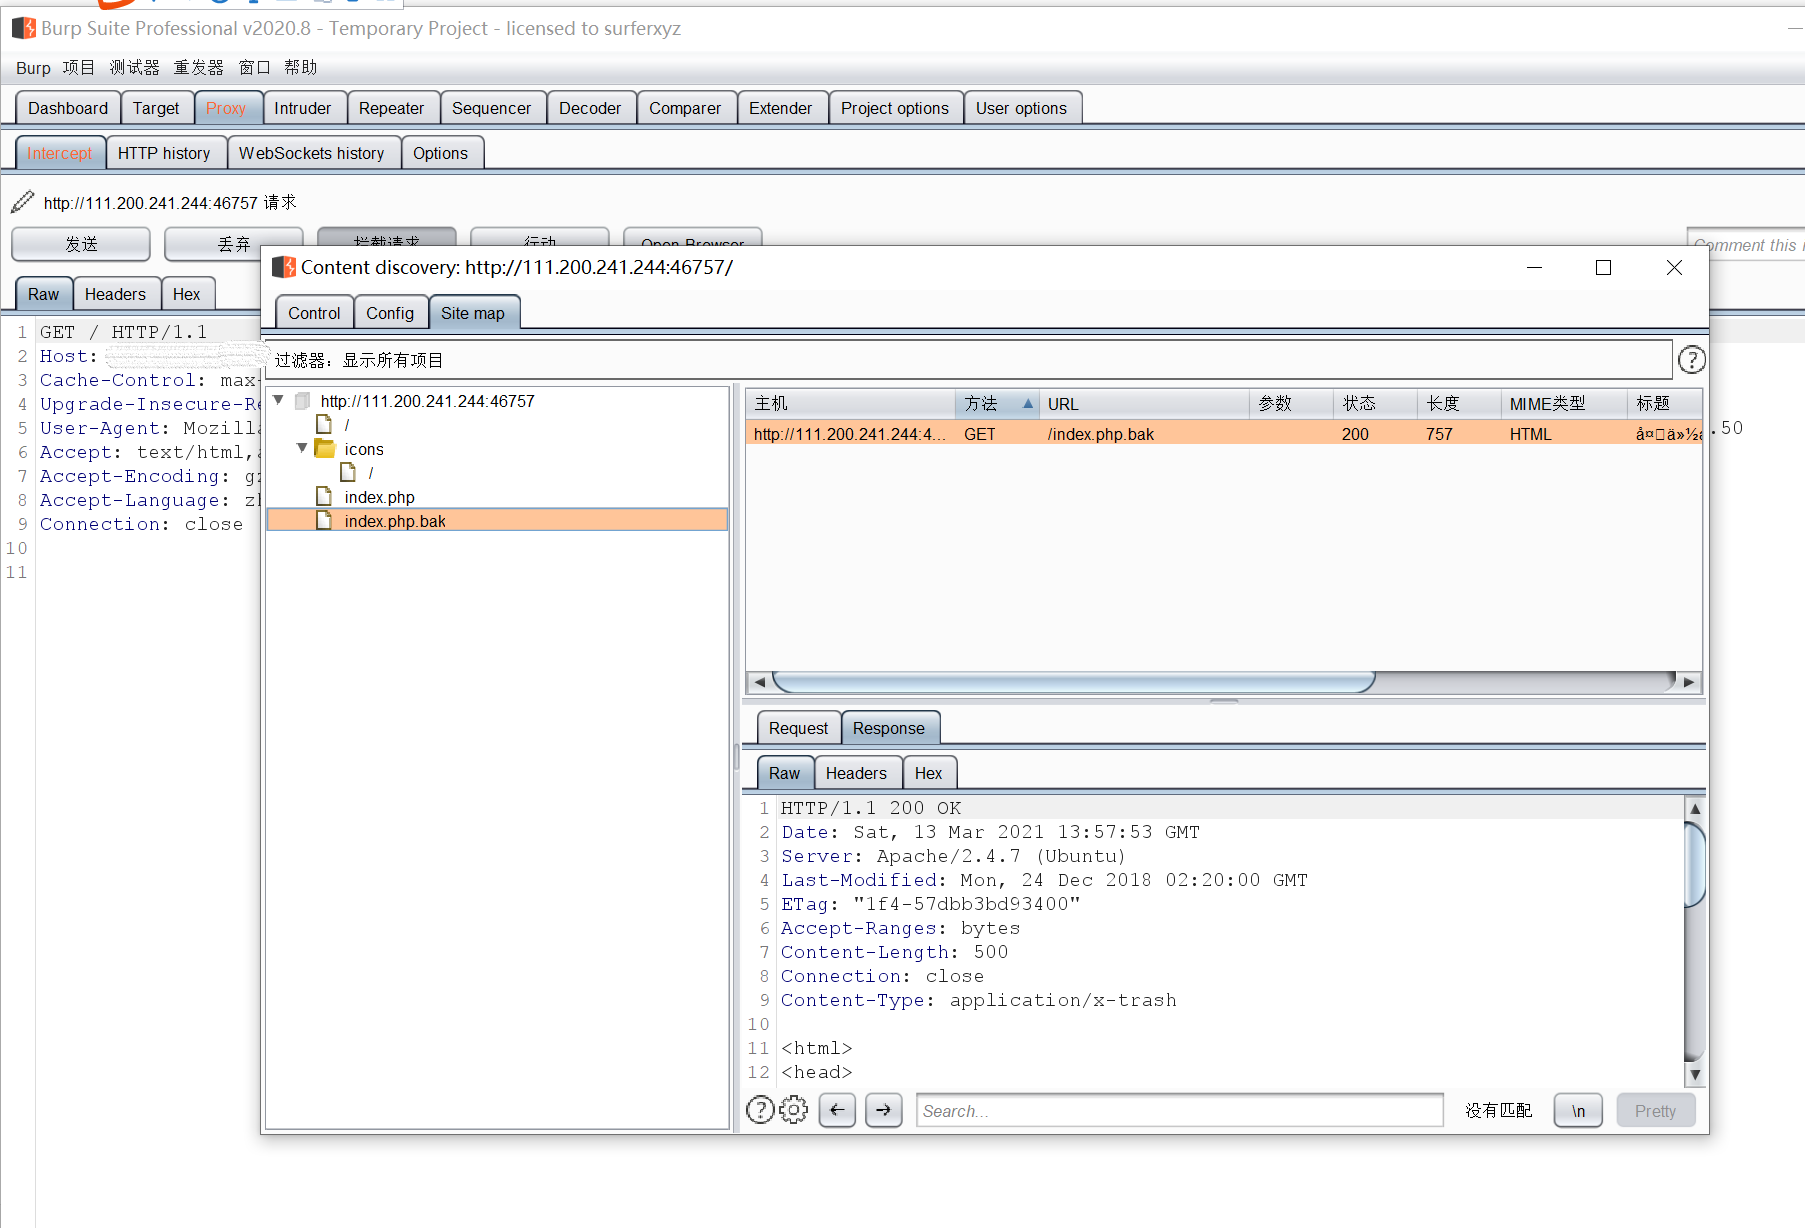 Burp Suite Professional v2020.8 - Temporary Project - licensed to surferxyz
Burp 项目 测试器 重发器 窗口 帮助
Dashboard Target Proxy Intruder Repeater Sequencer Decoder Comparer Extender Project options User options
Intercept HTTP history WebSockets history Options
http://111.200.241.244:46757 请求
发送 丢弃 拦截请求 行动 Open Browser
Comment this
Raw Headers Hex
1 GET / HTTP/1.1
2 Host:
3 Cache-Control: max-
4 Upgrade-Insecure-Re
5 User-Agent: Mozilla
.50
6 Accept: text/html,a
7 Accept-Encoding: gz
8 Accept-Language: zh
9 Connection: close
10
11
Content discovery: http://111.200.241.244:46757/
Control Config Site map
过滤器：显示所有项目
?
http://111.200.241.244:46757
/
icons
/
index.php
index.php.bak
主机 方法 URL 参数 状态 长度 MIME类型 标题
http://111.200.241.244:4... GET /index.php.bak 200 757 HTML
Request Response
Raw Headers Hex
1 HTTP/1.1 200 OK
2 Date: Sat, 13 Mar 2021 13:57:53 GMT
3 Server: Apache/2.4.7 (Ubuntu)
4 Last-Modified: Mon, 24 Dec 2018 02:20:00 GMT
5 ETag: "1f4-57dbb3bd93400"
6 Accept-Ranges: bytes
7 Content-Length: 500
8 Connection: close
9 Content-Type: application/x-trash
10
11 <html>
12 <head>
? Search... 没有匹配 \n Pretty